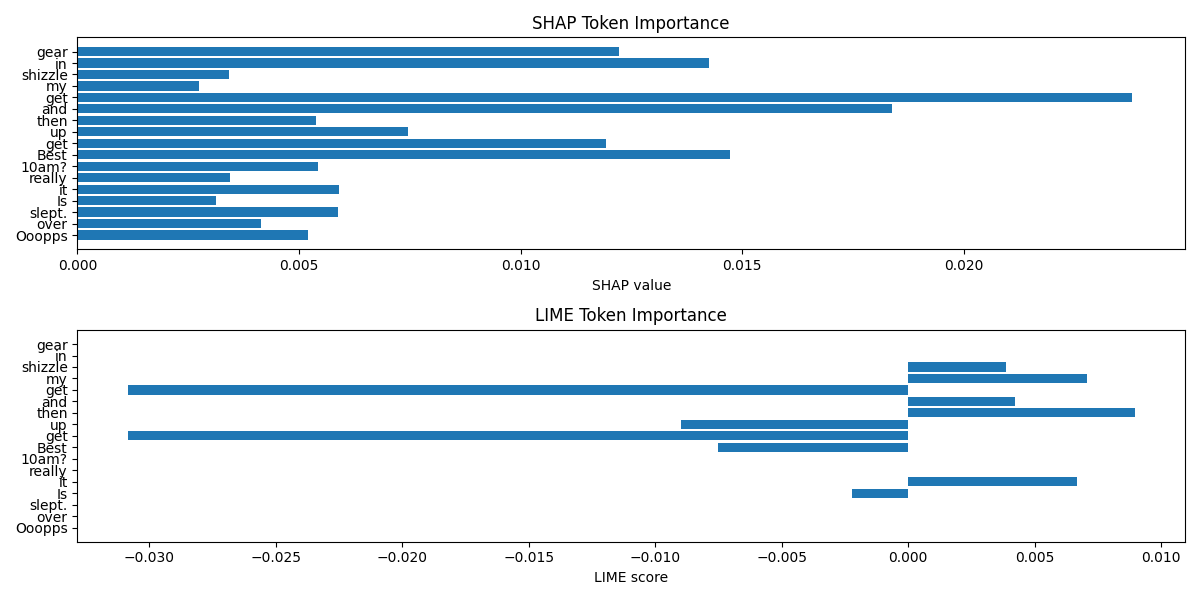 SHAP Token Importance
gear
in
shizzle
my
get
and
then
up
get
Best
10am?
really
it
Is
slept.
over
Ooopps
0.000 0.005 0.010 0.015 0.020
SHAP value
LIME Token Importance
gear
in
shizzle
my
get
and
then
up
get
Best
10am?
really
it
Is
slept.
over
Ooopps
−0.030 −0.025 −0.020 −0.015 −0.010 −0.005 0.000 0.005 0.010
LIME score